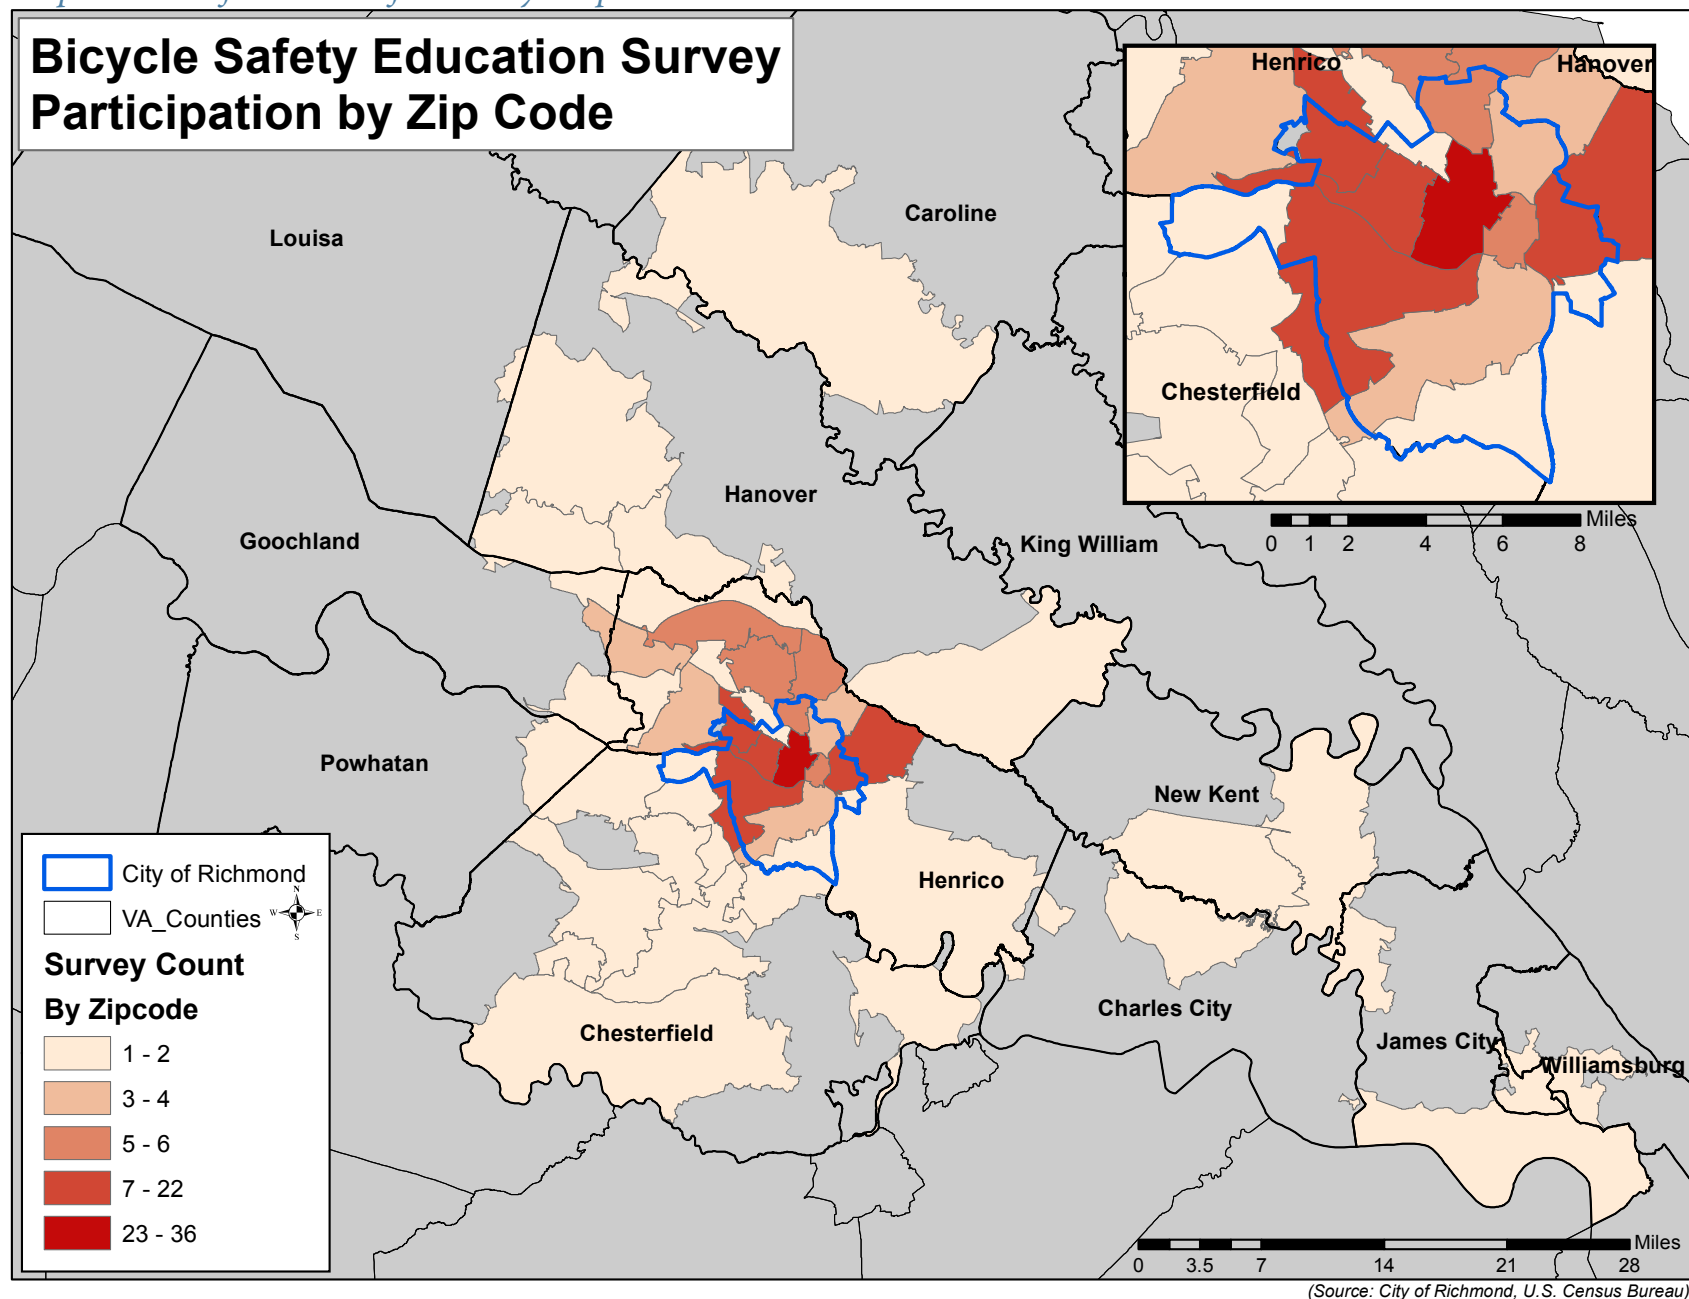 Bicycle Safety Education Survey
Participation by Zip Code
Henrico
Hanover
Chesterfield
Miles
0 1 2 4 6 8
Louisa
Caroline
Hanover
Goochland
King William
Powhatan
New Kent
Henrico
Charles City
Chesterfield
James City
Williamsburg
City of Richmond
VA_Counties
N
W E
S
Survey Count
By Zipcode
1 - 2
3 - 4
5 - 6
7 - 22
23 - 36
Miles
0 3.5 7 14 21 28
(Source: City of Richmond, U.S. Census Bureau)